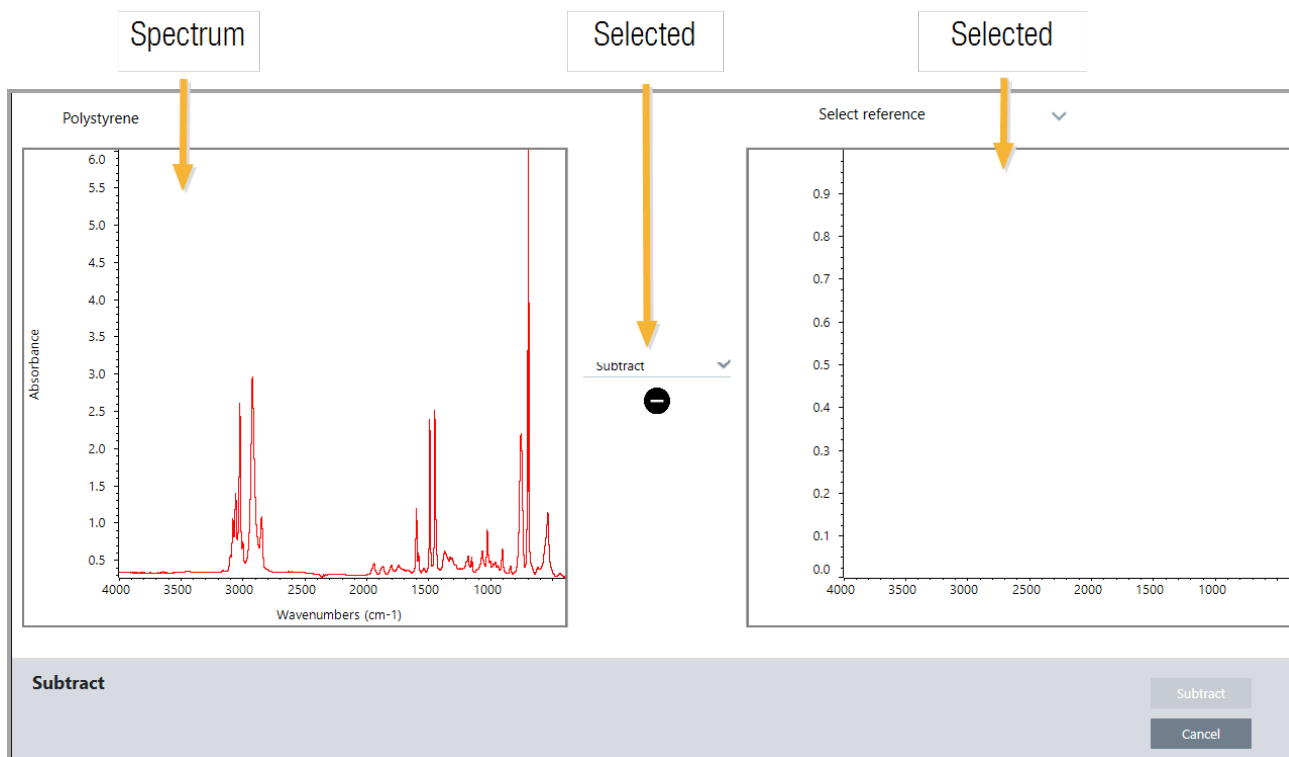 Spectrum
Selected
Selected
Polystyrene
Select reference
6.0
5.5
5.0
4.5
4.0
3.5
3.0
2.5
2.0
1.5
1.0
0.5
Absorbance
4000 3500 3000 2500 2000 1500 1000
Wavenumbers (cm-1)
Subtract
0.9
0.8
0.7
0.6
0.5
0.4
0.3
0.2
0.1
0.0
4000 3500 3000 2500 2000 1500 1000
Subtract
Subtract
Cancel